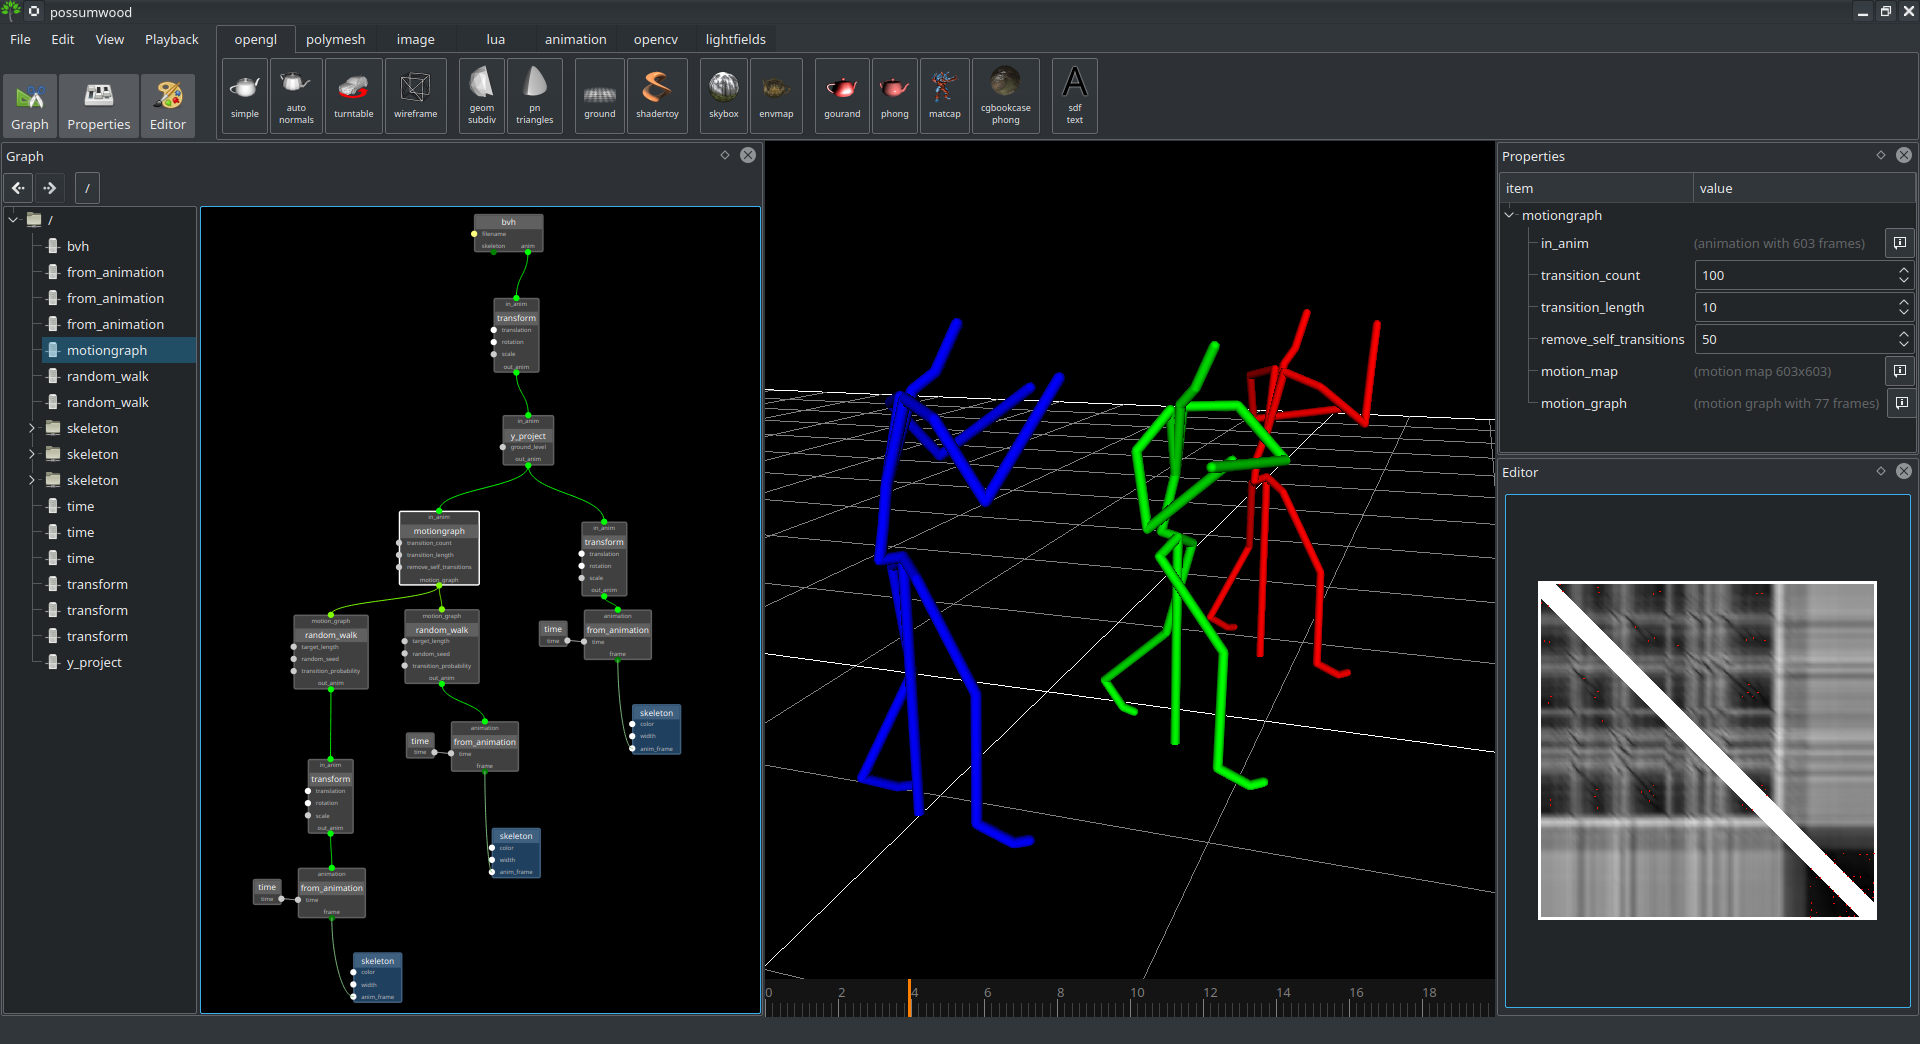 possumwood
File Edit View Playback
opengl polymesh image lua animation opencv lightfields
Graph Properties Editor
simple
auto normals
turntable
wireframe
geom subdiv
pn triangles
ground
shadertoy
skybox
envmap
gourand
phong
matcap
cgbookcase phong
sdf text
A
Graph
/
/
bvh
from_animation
from_animation
from_animation
motiongraph
random_walk
random_walk
skeleton
skeleton
skeleton
time
time
time
transform
transform
transform
y_project
bvh
filename
skeleton anim
in_anim
transform
translation
rotation
scale
out_anim
in_anim
y_project
ground_level
out_anim
in_anim
motiongraph
transition_count
transition_length
remove_self_transitions
motion_graph
in_anim
transform
translation
rotation
scale
out_anim
motion_graph
random_walk
target_length
random_seed
transition_probability
out_anim
motion_graph
random_walk
target_length
random_seed
transition_probability
out_anim
time
time
animation
from_animation
time
frame
skeleton
color
width
anim_frame
time
time
animation
from_animation
time
frame
in_anim
transform
translation
rotation
scale
out_anim
skeleton
color
width
anim_frame
time
time
animation
from_animation
time
frame
skeleton
color
width
anim_frame
0 2 4 6 8 10 12 14 16 18
Properties
item value
motiongraph
in_anim (animation with 603 frames)
transition_count 100
transition_length 10
remove_self_transitions 50
motion_map (motion map 603x603)
motion_graph (motion graph with 77 frames)
Editor